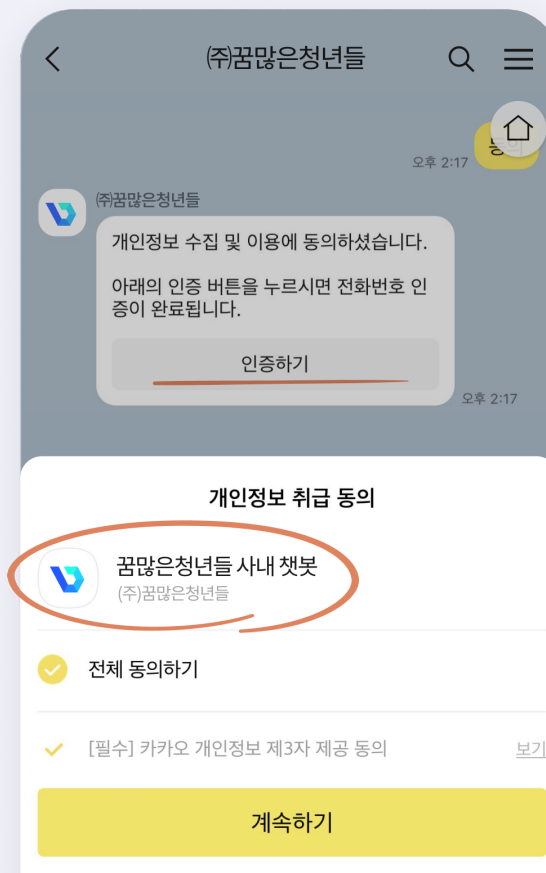 ㈜꿈많은청년들
오후 2:17
㈜꿈많은청년들
개인정보 수집 및 이용에 동의하셨습니다.
아래의 인증 버튼을 누르시면 전화번호 인
증이 완료됩니다.
인증하기
오후 2:17
개인정보 취급 동의
꿈많은청년들 사내 챗봇
(주)꿈많은청년들
전체 동의하기
[필수] 카카오 개인정보 제3자 제공 동의
보기
계속하기